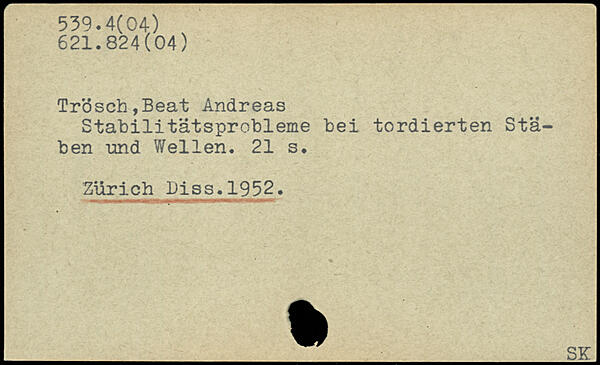 539.4(04)
621.824(04)
Trösch,Beat Andreas
Stabilitätsprobleme bei tordierten Stä-
ben und Wellen. 21 s.
Zürich Diss.1952.
SK